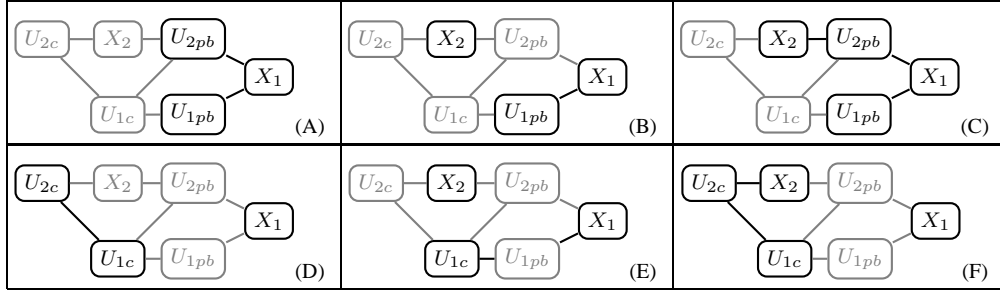 U2c X2 U2pb X1 U1c U1pb (A)
U2c X2 U2pb X1 U1c U1pb (B)
U2c X2 U2pb X1 U1c U1pb (C)
U2c X2 U2pb X1 U1c U1pb (D)
U2c X2 U2pb X1 U1c U1pb (E)
U2c X2 U2pb X1 U1c U1pb (F)